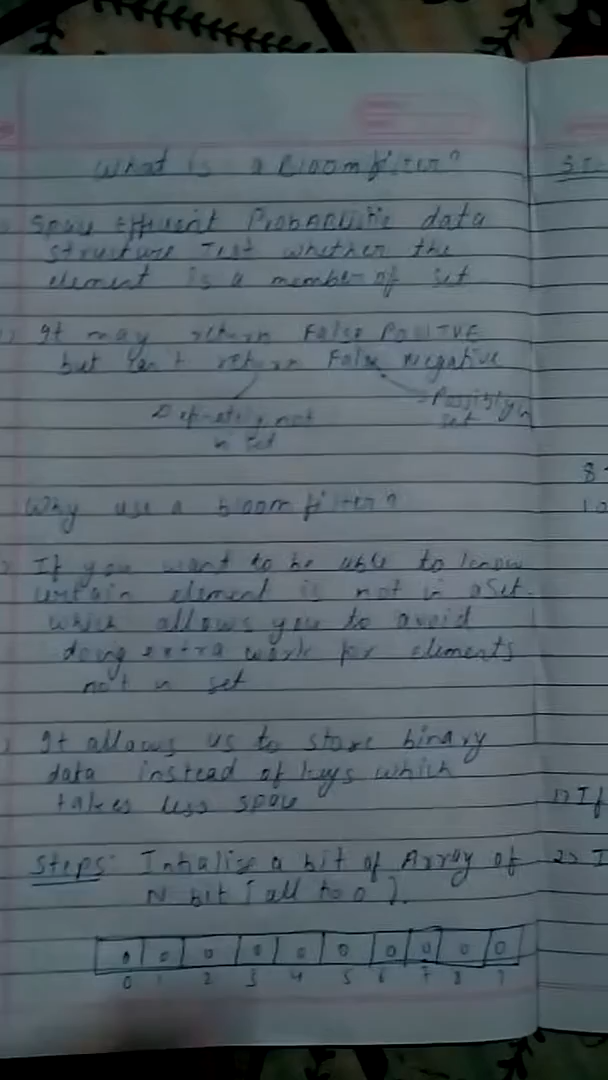 What is a Bloom filter?
Space Efficient Probabilistic data
structure Test whether the
element is a member of set
It may return False POSITIVE
but can't return False Negative
Definitely not
in set
Possibly in
set
Why use a bloom filter?
If you want to be able to know
certain element is not in a set.
which allows you to avoid
doing extra work for elements
not in set
It allows us to store binary
data instead of keys which
takes less space
Steps: Initialise a bit of Array of
N bit [all to 0].
0 0 0 0 0 0 0 0 0 0
0 1 2 3 4 5 6 7 8 9
8
10
1) If
2) I